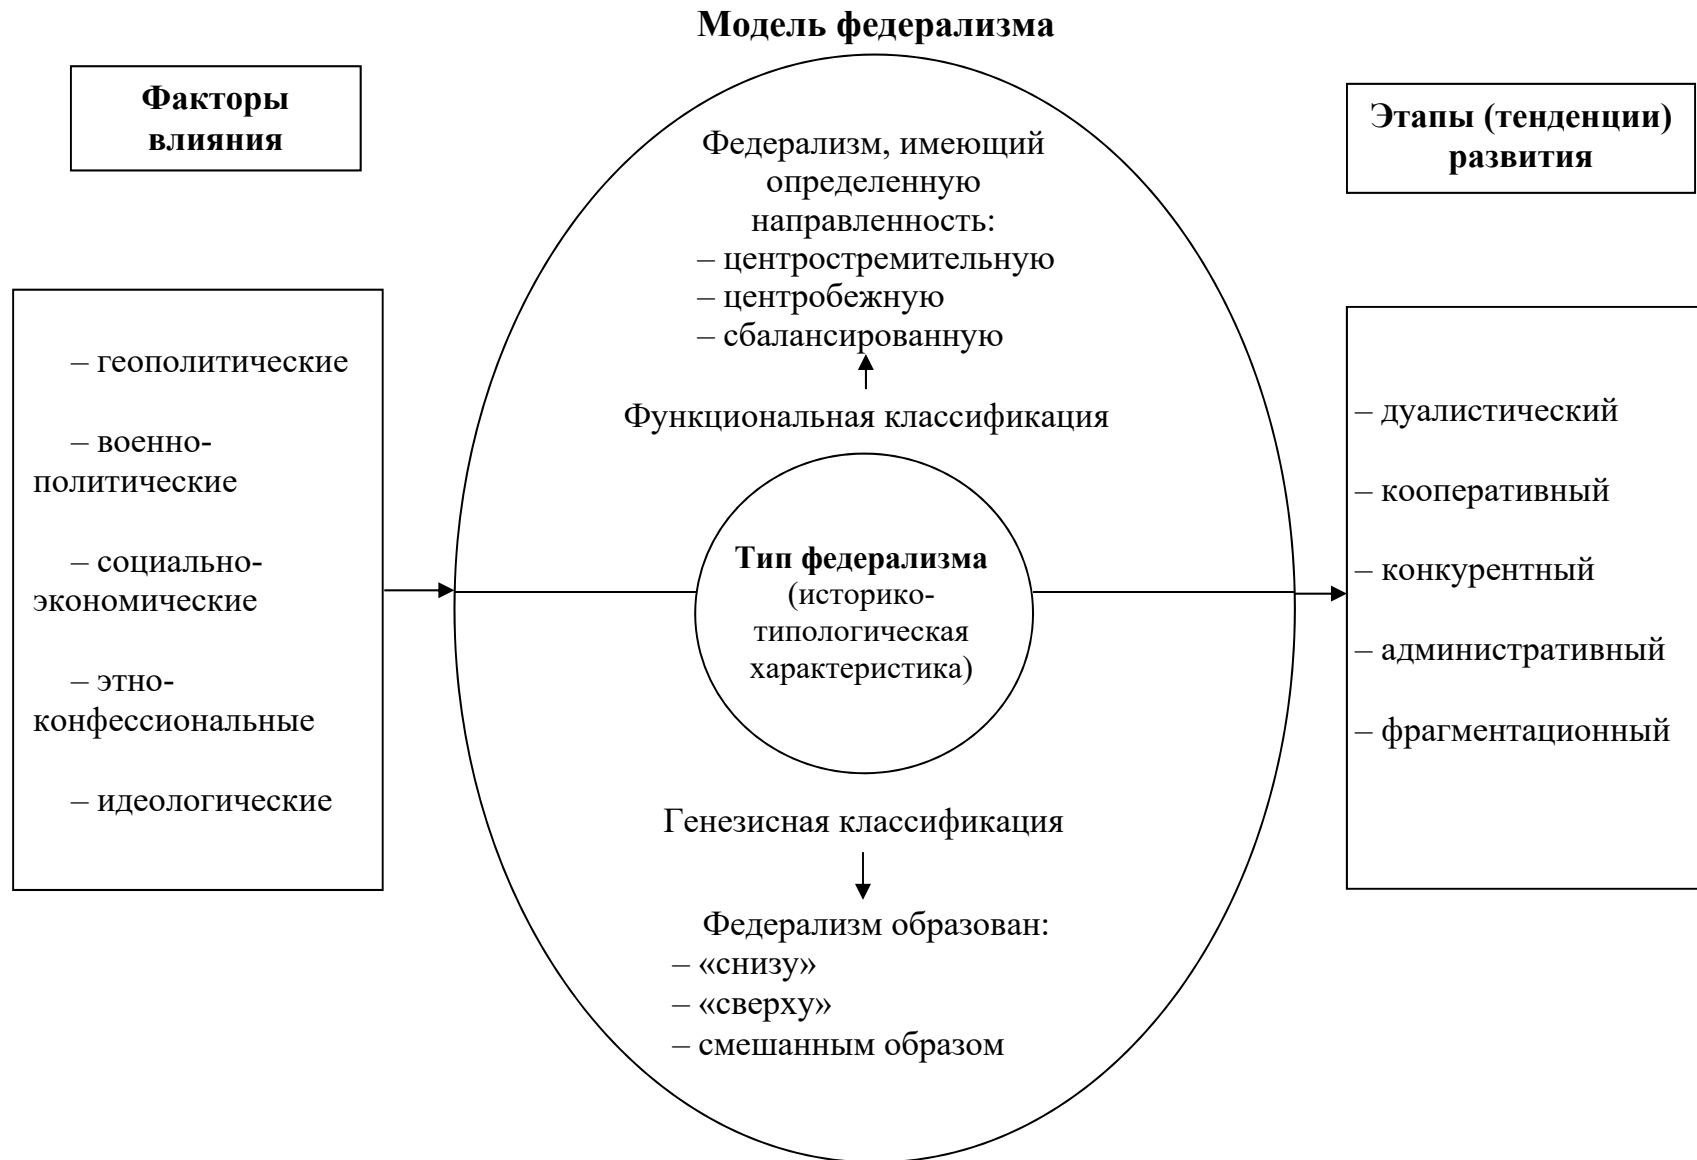 Модель федерализма
Факторы
влияния
– геополитические
– военно-
политические
– социально-
экономические
– этно-
конфессиональные
– идеологические
Федерализм, имеющий
определенную
направленность:
– центростремительную
– центробежную
– сбалансированную
Функциональная классификация
Тип федерализма
(историко-
типологическая
характеристика)
Генезисная классификация
Федерализм образован:
– «снизу»
– «сверху»
– смешанным образом
Этапы (тенденции)
развития
– дуалистический
– кооперативный
– конкурентный
– административный
– фрагментационный